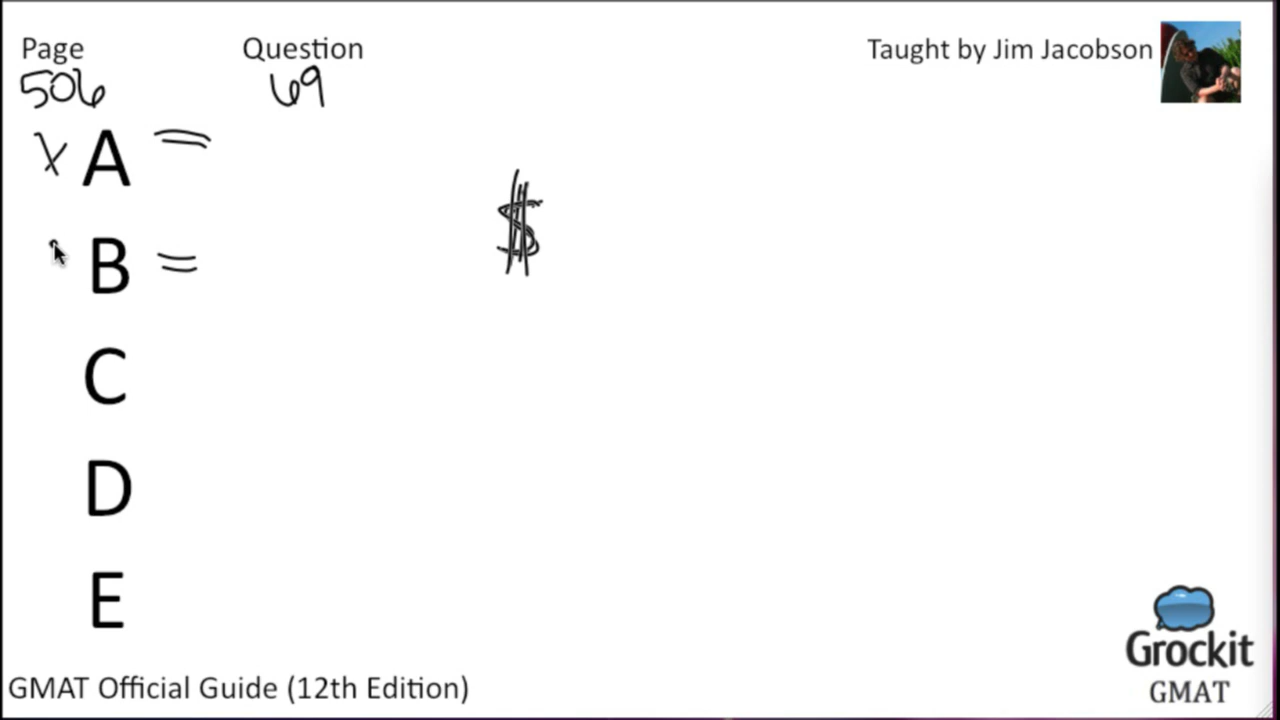 Page Question Taught by Jim Jacobson
506 69
x A =
$
B =
C
D
E
Grockit
GMAT
GMAT Official Guide (12th Edition)